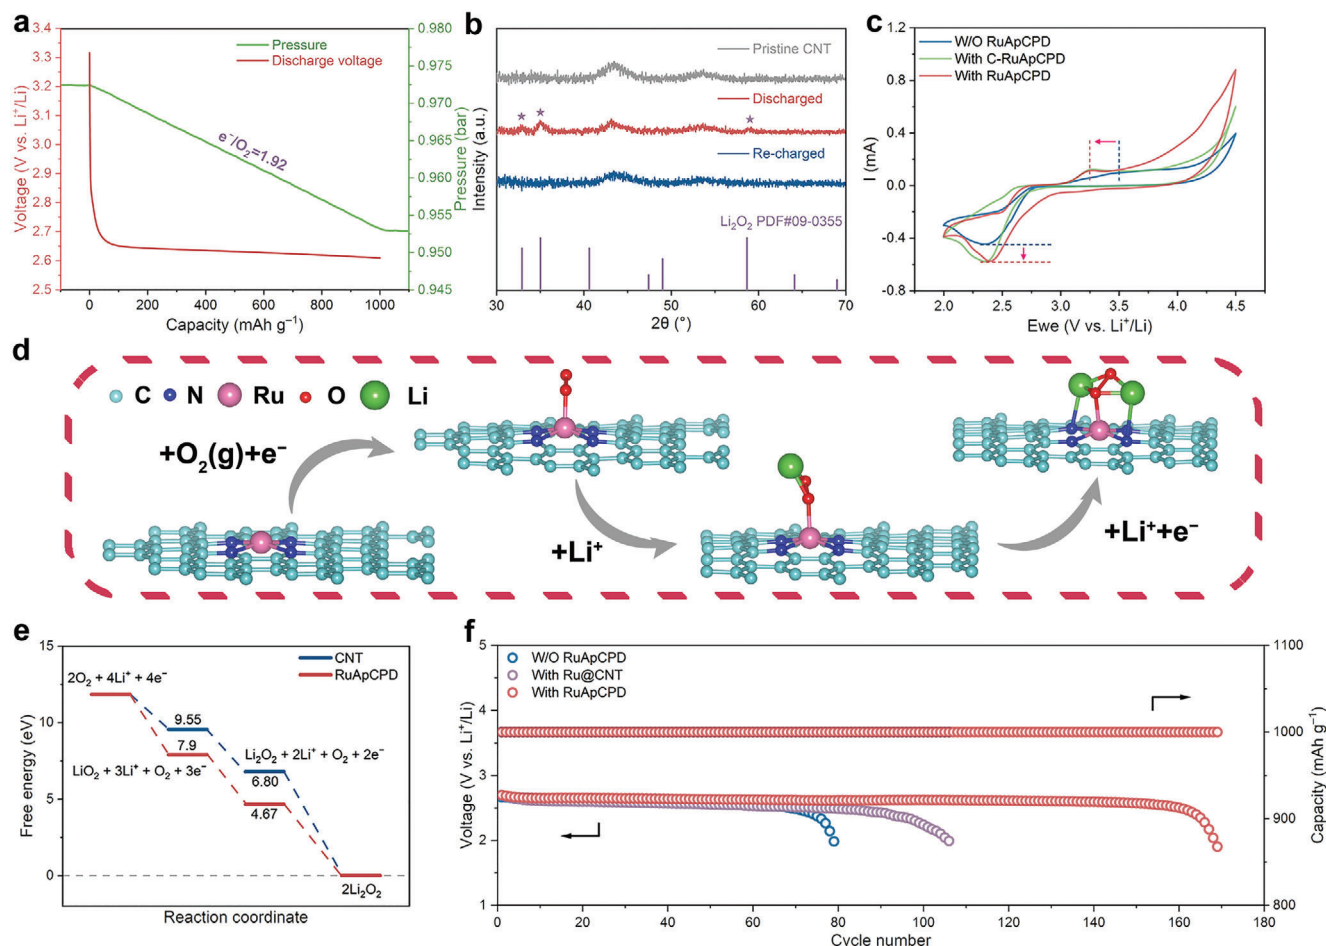 a
3.4
3.3
3.2
3.1
3.0
2.9
2.8
2.7
2.6
2.5
Voltage (V vs. Li⁺/Li)
Pressure
Discharge voltage
e⁻/O₂=1.92
0.980
0.975
0.970
0.965
0.960
0.955
0.950
0.945
Pressure (bar)
0 200 400 600 800 1000
Capacity (mAh g⁻¹)
b
Intensity (a.u.)
Pristine CNT
Discharged
Re-charged
Li₂O₂ PDF#09-0355
30 40 50 60 70
2θ (°)
c
1.2
0.8
0.4
0.0
-0.4
-0.8
I (mA)
W/O RuApCPD
With C-RuApCPD
With RuApCPD
2.0 2.5 3.0 3.5 4.0 4.5
Ewe (V vs. Li⁺/Li)
d
C N Ru O Li
+O₂(g)+e⁻
+Li⁺
+Li⁺+e⁻
e
15
10
5
0
Free energy (eV)
CNT
RuApCPD
2O₂ + 4Li⁺ + 4e⁻
9.55
7.9
LiO₂ + 3Li⁺ + O₂ + 3e⁻
Li₂O₂ + 2Li⁺ + O₂ + 2e⁻
6.80
4.67
2Li₂O₂
Reaction coordinate
f
5
4
3
2
1
Voltage (V vs. Li⁺/Li)
W/O RuApCPD
With Ru@CNT
With RuApCPD
1100
1000
900
800
Capacity (mAh g⁻¹)
0 20 40 60 80 100 120 140 160 180
Cycle number